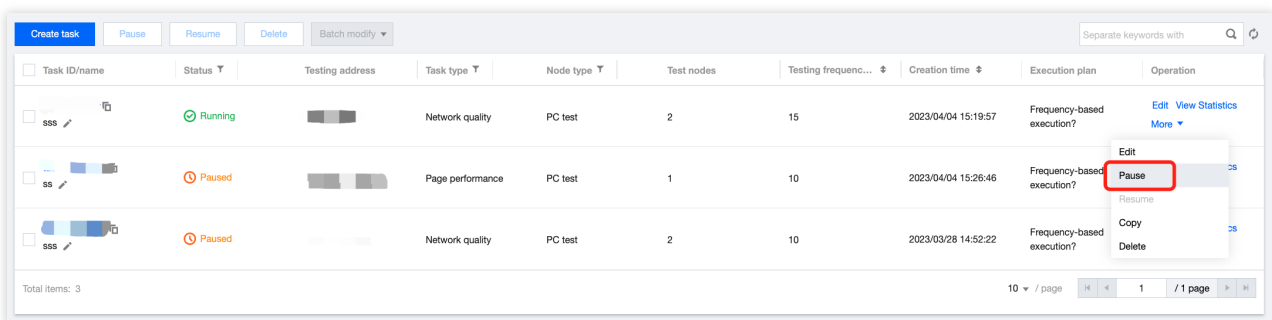 Create task Pause Resume Delete Batch modify Separate keywords with
Task ID/name Status Testing address Task type Node type Test nodes Testing frequenc... Creation time Execution plan Operation
sss Running Network quality PC test 2 15 2023/04/04 15:19:57 Frequency-based execution? Edit View Statistics More
Edit
ss Paused Page performance PC test 1 10 2023/04/04 15:26:46 Frequency-based execution? cs
Pause
Resume
Copy
sss Paused Network quality PC test 2 10 2023/03/28 14:52:22 Frequency-based execution? cs
Delete
Total items: 3 10 / page 1 / 1 page